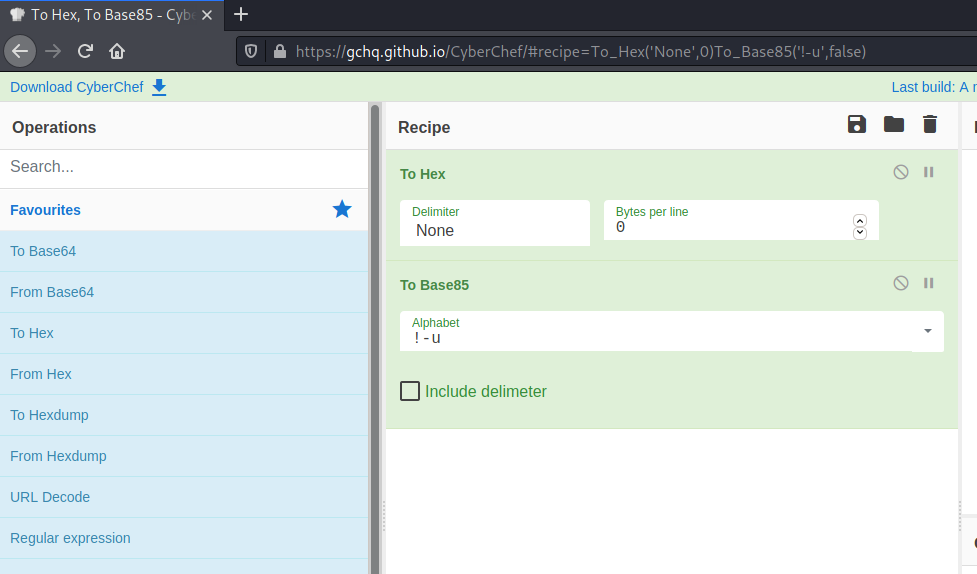 To Hex, To Base85 - Cyb
https://gchq.github.io/CyberChef/#recipe=To_Hex('None',0)To_Base85('!-u',false)
Download CyberChef
Last build: A
Operations
Recipe
Search...
To Hex
Favourites
Delimiter
None
Bytes per line
0
To Base64
From Base64
To Base85
To Hex
Alphabet
!-u
From Hex
Include delimeter
To Hexdump
From Hexdump
URL Decode
Regular expression